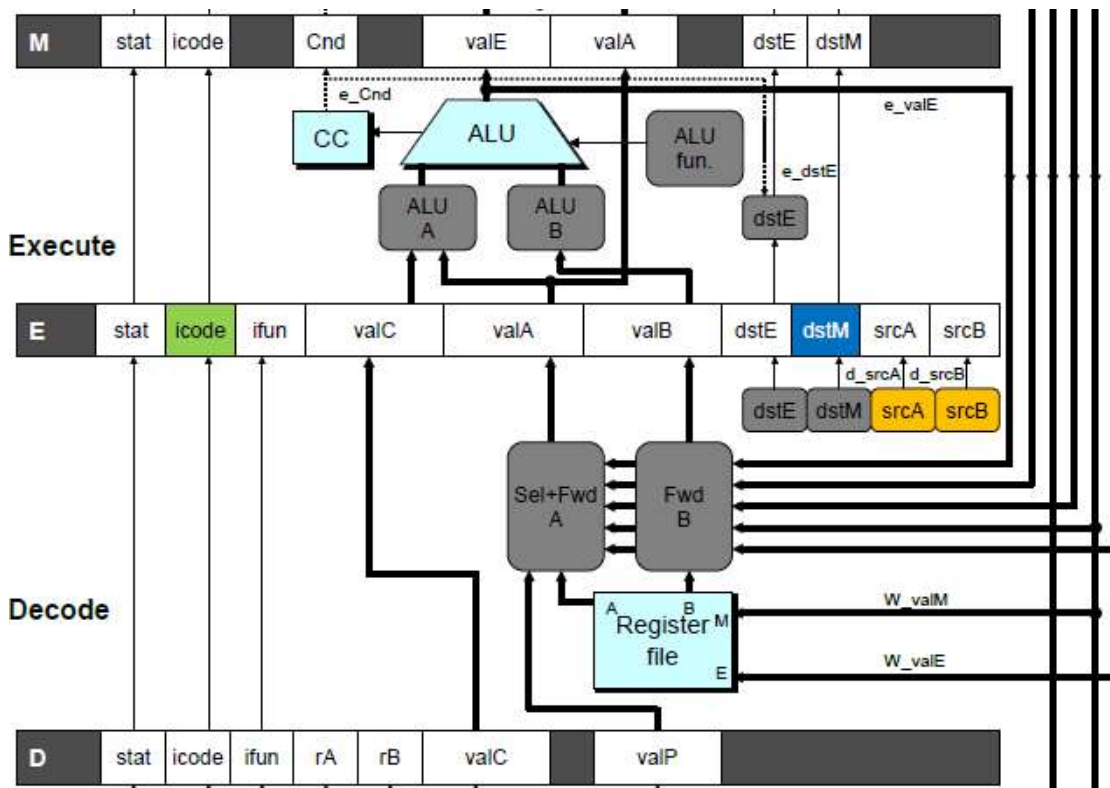 M stat icode Cnd valE valA dstE dstM
e_Cnd
e_valE
CC
ALU
ALU
fun.
e_dstE
ALU
A
ALU
B
dstE
Execute
E stat icode ifun valC valA valB dstE dstM srcA srcB
d_srcA d_srcB
dstE dstM srcA srcB
Sel+Fwd
A
Fwd
B
Decode
W_valM
A B
M
Register
file
W_valE
E
D stat icode ifun rA rB valC valP